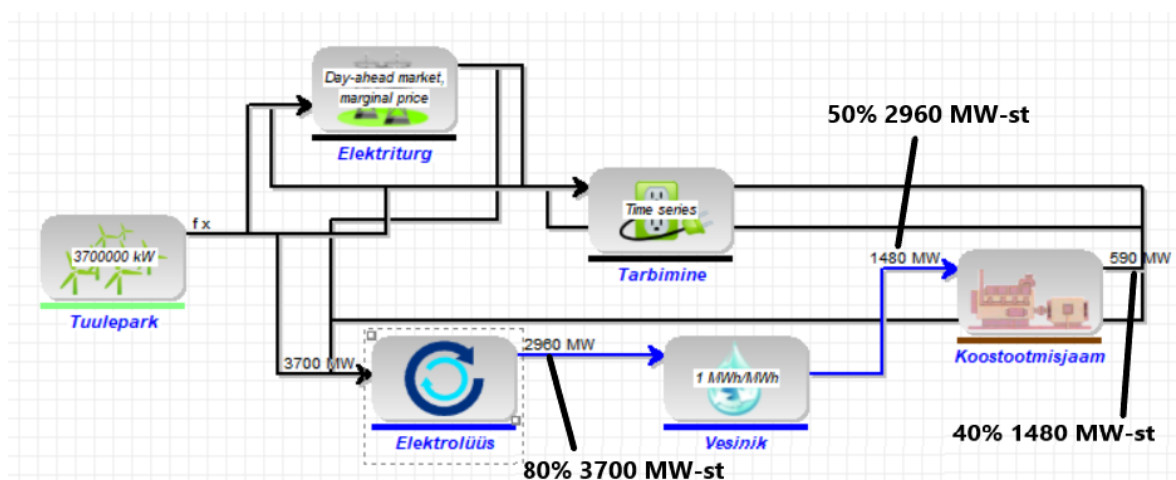 Day-ahead market,
marginal price
Elektriturg
50% 2960 MW-st
Time series
Tarbimine
f x
3700000 kW
Tuulepark
1480 MW
590 MW
Koostootmisjaam
3700 MW
2960 MW
Elektrolüüs
1 MWh/MWh
Vesinik
40% 1480 MW-st
80% 3700 MW-st